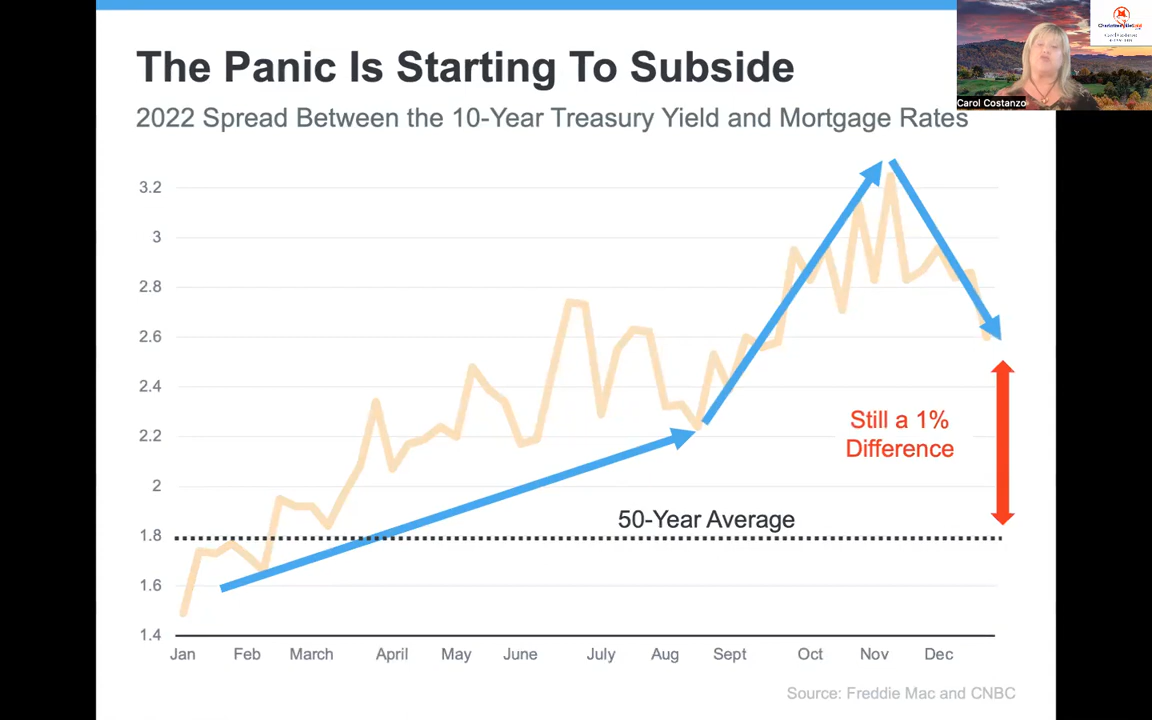 The Panic Is Starting To Subside
2022 Spread Between the 10-Year Treasury Yield and Mortgage Rates
Carol Costanzo
3.2
3
2.8
2.6
2.4
2.2
2
1.8
1.6
1.4
Still a 1%
Difference
50-Year Average
Jan Feb March April May June July Aug Sept Oct Nov Dec
Source: Freddie Mac and CNBC